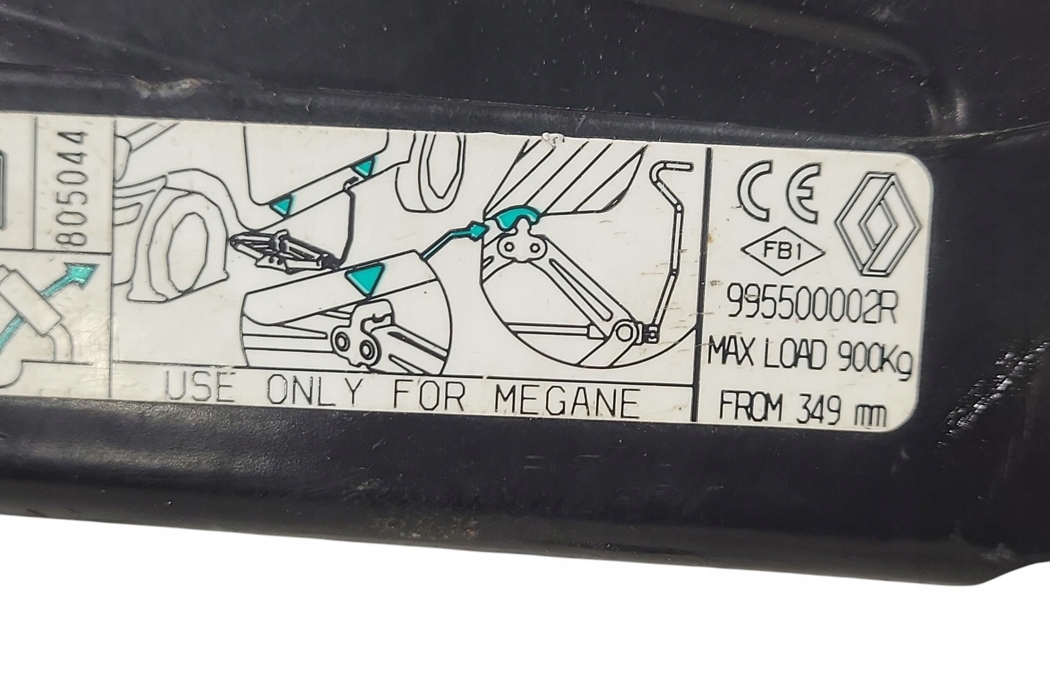 805044
USE ONLY FOR MEGANE
CE
FB1
995500002R
MAX LOAD 900Kg
FROM 349 mm